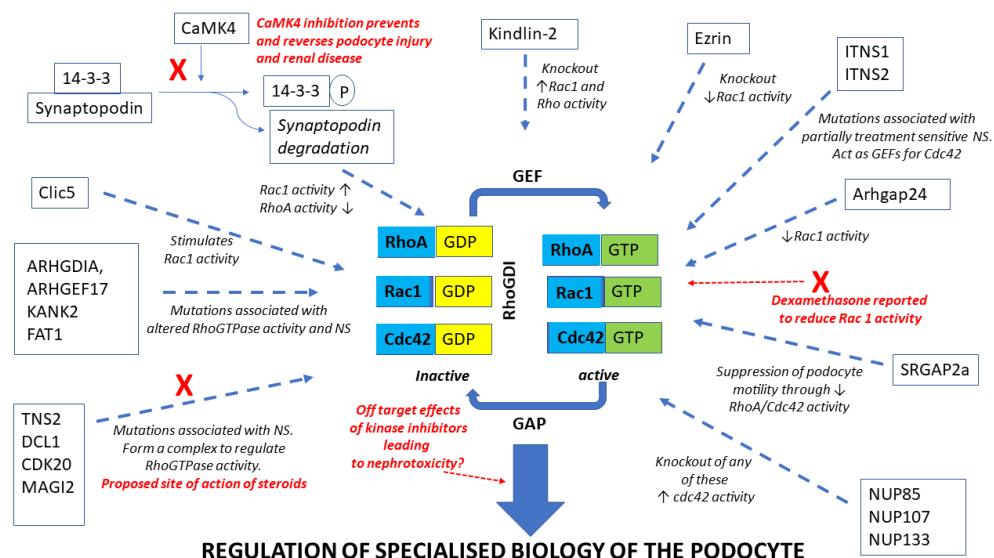 CaMK4
CaMK4 inhibition prevents
and reverses podocyte injury
and renal disease
X
14-3-3
Synaptopodin
14-3-3
P
Synaptopodin
degradation
Rac1 activity ↑
RhoA activity ↓
Kindlin-2
Knockout
↑Rac1 and
Rho activity
Ezrin
Knockout
↓Rac1 activity
ITNS1
ITNS2
Mutations associated with
partially treatment sensitive NS.
Act as GEFs for Cdc42
Clic5
Stimulates
Rac1 activity
GEF
Arhgap24
↓Rac1 activity
ARHGDIA,
ARHGEF17
KANK2
FAT1
Mutations associated with
altered RhoGTPase activity and NS
RhoA GDP
Rac1 GDP
Cdc42 GDP
Inactive
RhoGDI
RhoA GTP
Rac1 GTP
Cdc42 GTP
active
X
Dexamethasone reported
to reduce Rac 1 activity
SRGAP2a
Suppression of podocyte
motility through ↓
RhoA/Cdc42 activity
X
TNS2
DCL1
CDK20
MAGI2
Mutations associated with NS.
Form a complex to regulate
RhoGTPase activity.
Proposed site of action of steroids
Off target effects
of kinase inhibitors
leading
to nephrotoxicity?
GAP
Knockout of any
of these
↑ cdc42 activity
NUP85
NUP107
NUP133
REGULATION OF SPECIALISED BIOLOGY OF THE PODOCYTE